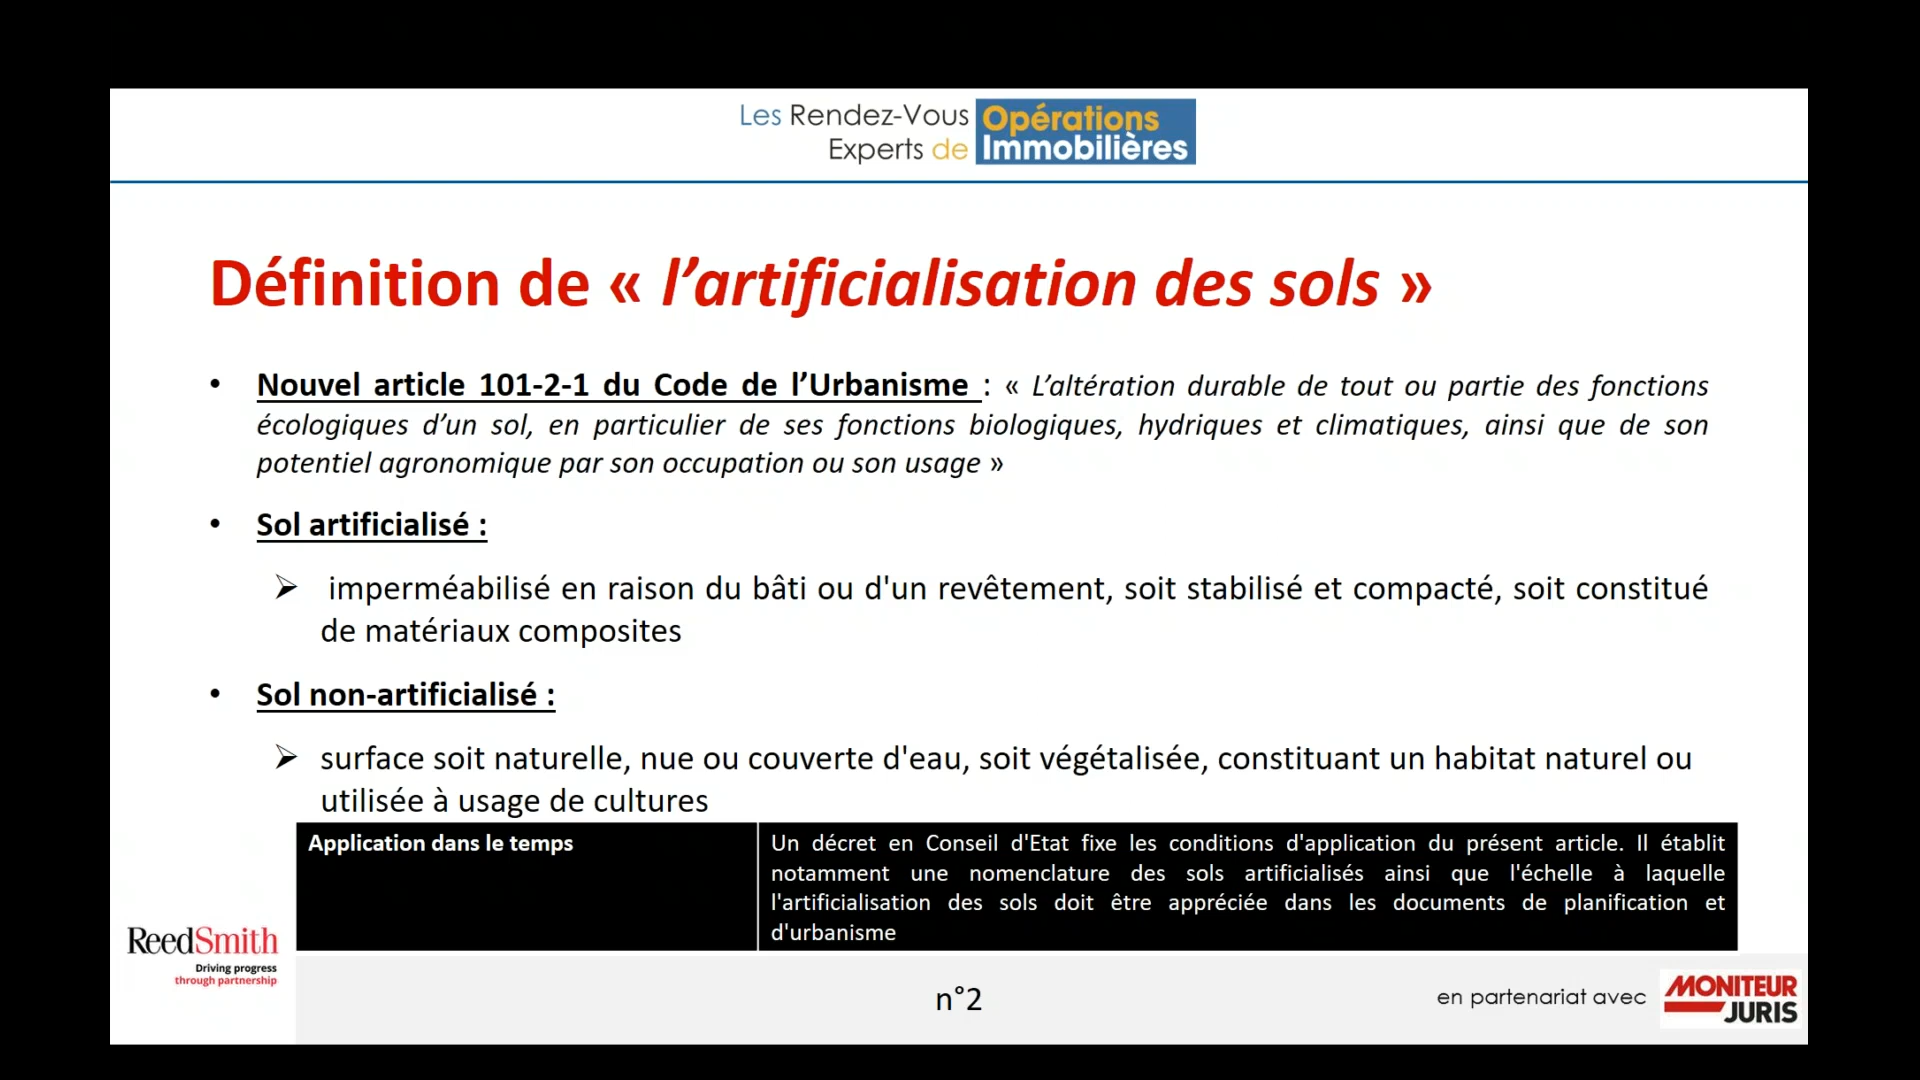 Les Rendez-Vous Opérations
Experts de Immobilières
Définition de « l’artificialisation des sols »
• Nouvel article 101-2-1 du Code de l’Urbanisme : « L’altération durable de tout ou partie des fonctions
écologiques d’un sol, en particulier de ses fonctions biologiques, hydriques et climatiques, ainsi que de son
potentiel agronomique par son occupation ou son usage »
• Sol artificialisé :
➢ imperméabilisé en raison du bâti ou d'un revêtement, soit stabilisé et compacté, soit constitué
de matériaux composites
• Sol non-artificialisé :
➢ surface soit naturelle, nue ou couverte d'eau, soit végétalisée, constituant un habitat naturel ou
utilisée à usage de cultures
Application dans le temps
Un décret en Conseil d'Etat fixe les conditions d'application du présent article. Il établit
notamment une nomenclature des sols artificialisés ainsi que l'échelle à laquelle
l'artificialisation des sols doit être appréciée dans les documents de planification et
d'urbanisme
ReedSmith
Driving progress
through partnership
n°2
en partenariat avec
MONITEUR
JURIS